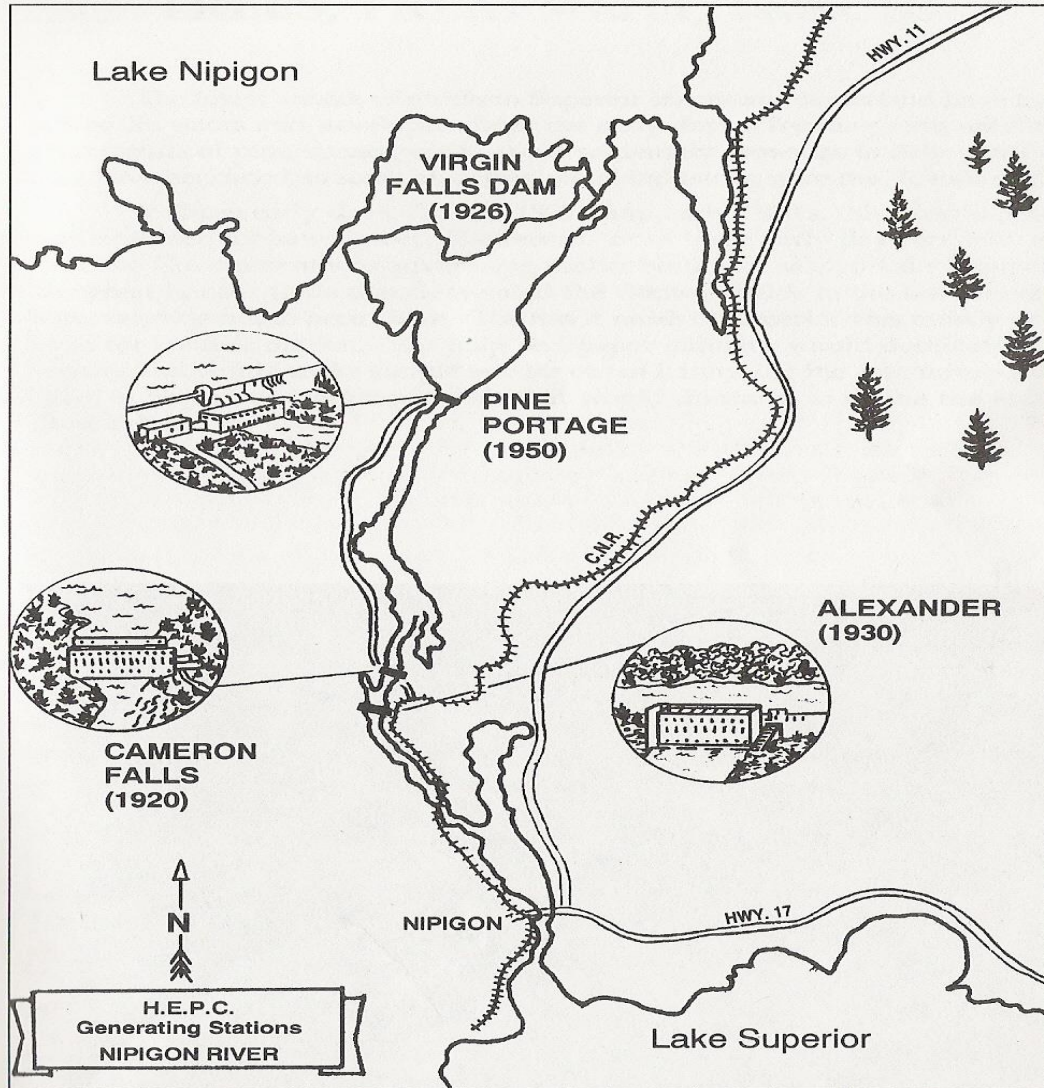 Lake Nipigon
HWY. 11
VIRGIN
FALLS DAM
(1926)
PINE
PORTAGE
(1950)
C.N.R.
ALEXANDER
(1930)
CAMERON
FALLS
(1920)
N
NIPIGON
HWY. 17
H.E.P.C.
Generating Stations
NIPIGON RIVER
Lake Superior